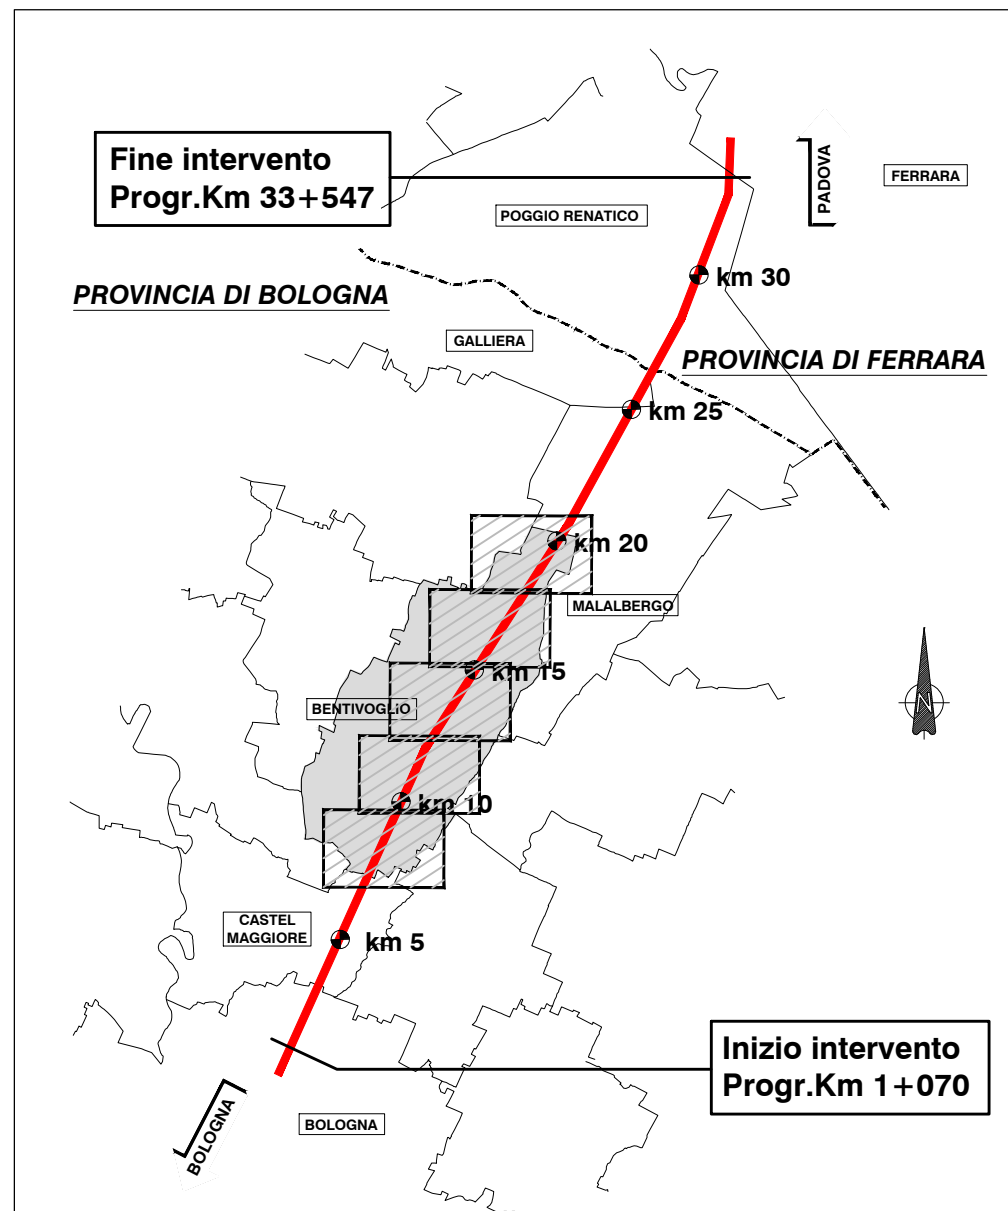 Fine intervento
Progr.Km 33+547
PADOVA
FERRARA
POGGIO RENATICO
km 30
PROVINCIA DI BOLOGNA
GALLIERA
PROVINCIA DI FERRARA
km 25
km 20
MALALBERGO
km 15
BENTIVOGLIO
N
km 10
CASTEL
MAGGIORE
km 5
Inizio intervento
Progr.Km 1+070
BOLOGNA
BOLOGNA